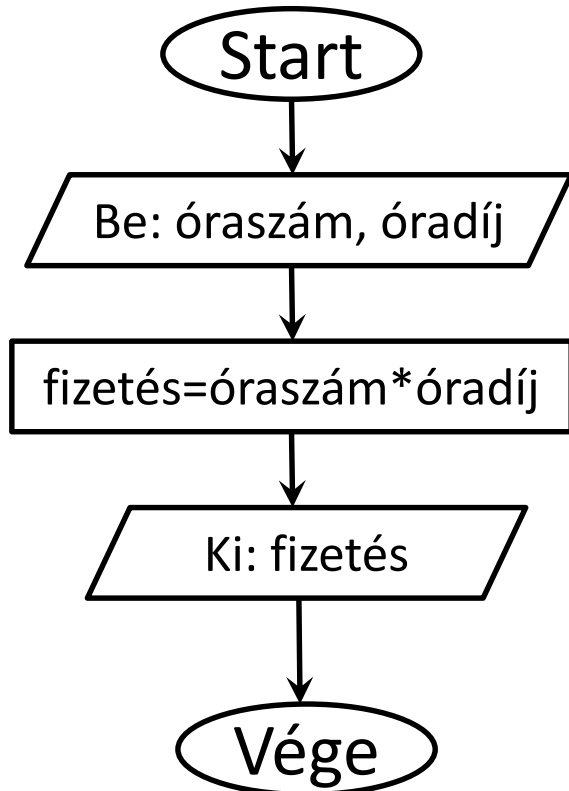 Start
Be: óraszám, óradíj
fizetés=óraszám*óradíj
Ki: fizetés
Vége